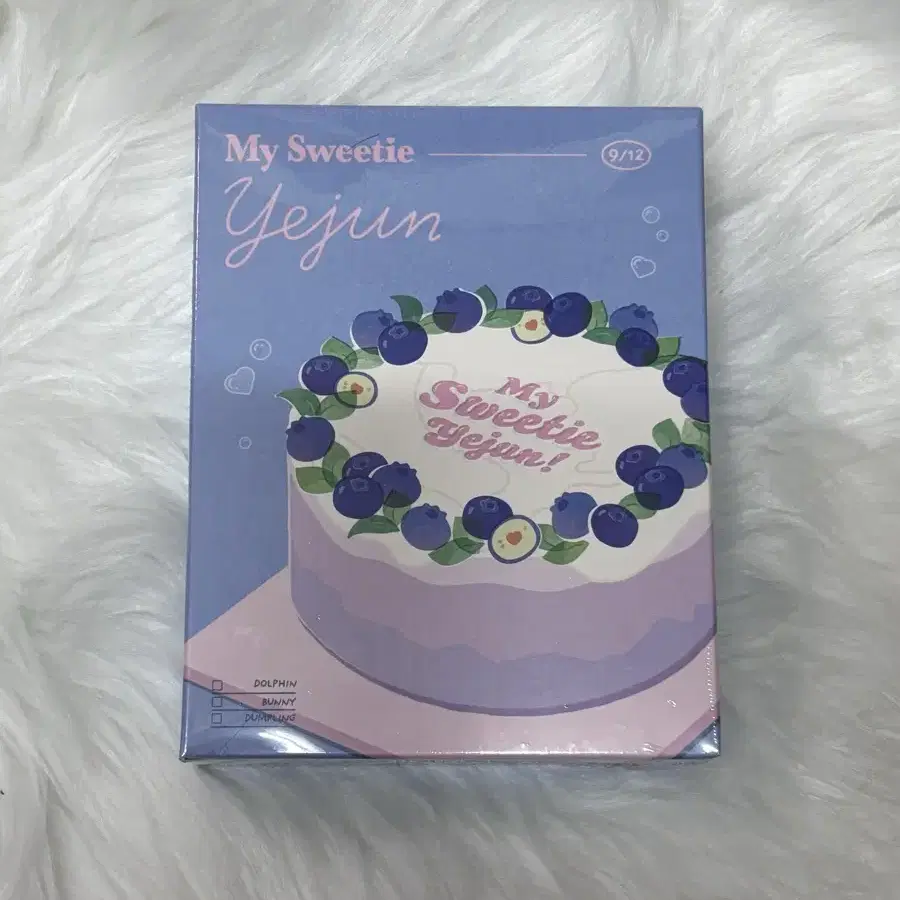 My Sweetie
9/12
Yejun
My
Sweetie
Yejun!
DOLPHIN
BUNNY
DUMPLING